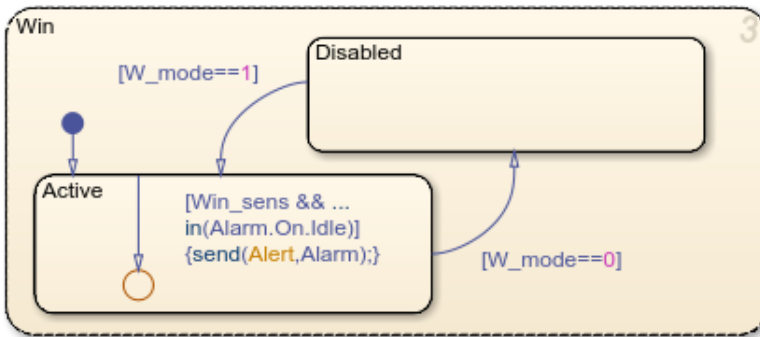 Win
3
Disabled
[W_mode==1]
Active
[Win_sens && ...
in(Alarm.On.Idle)]
{send(Alert,Alarm);}
[W_mode==0]